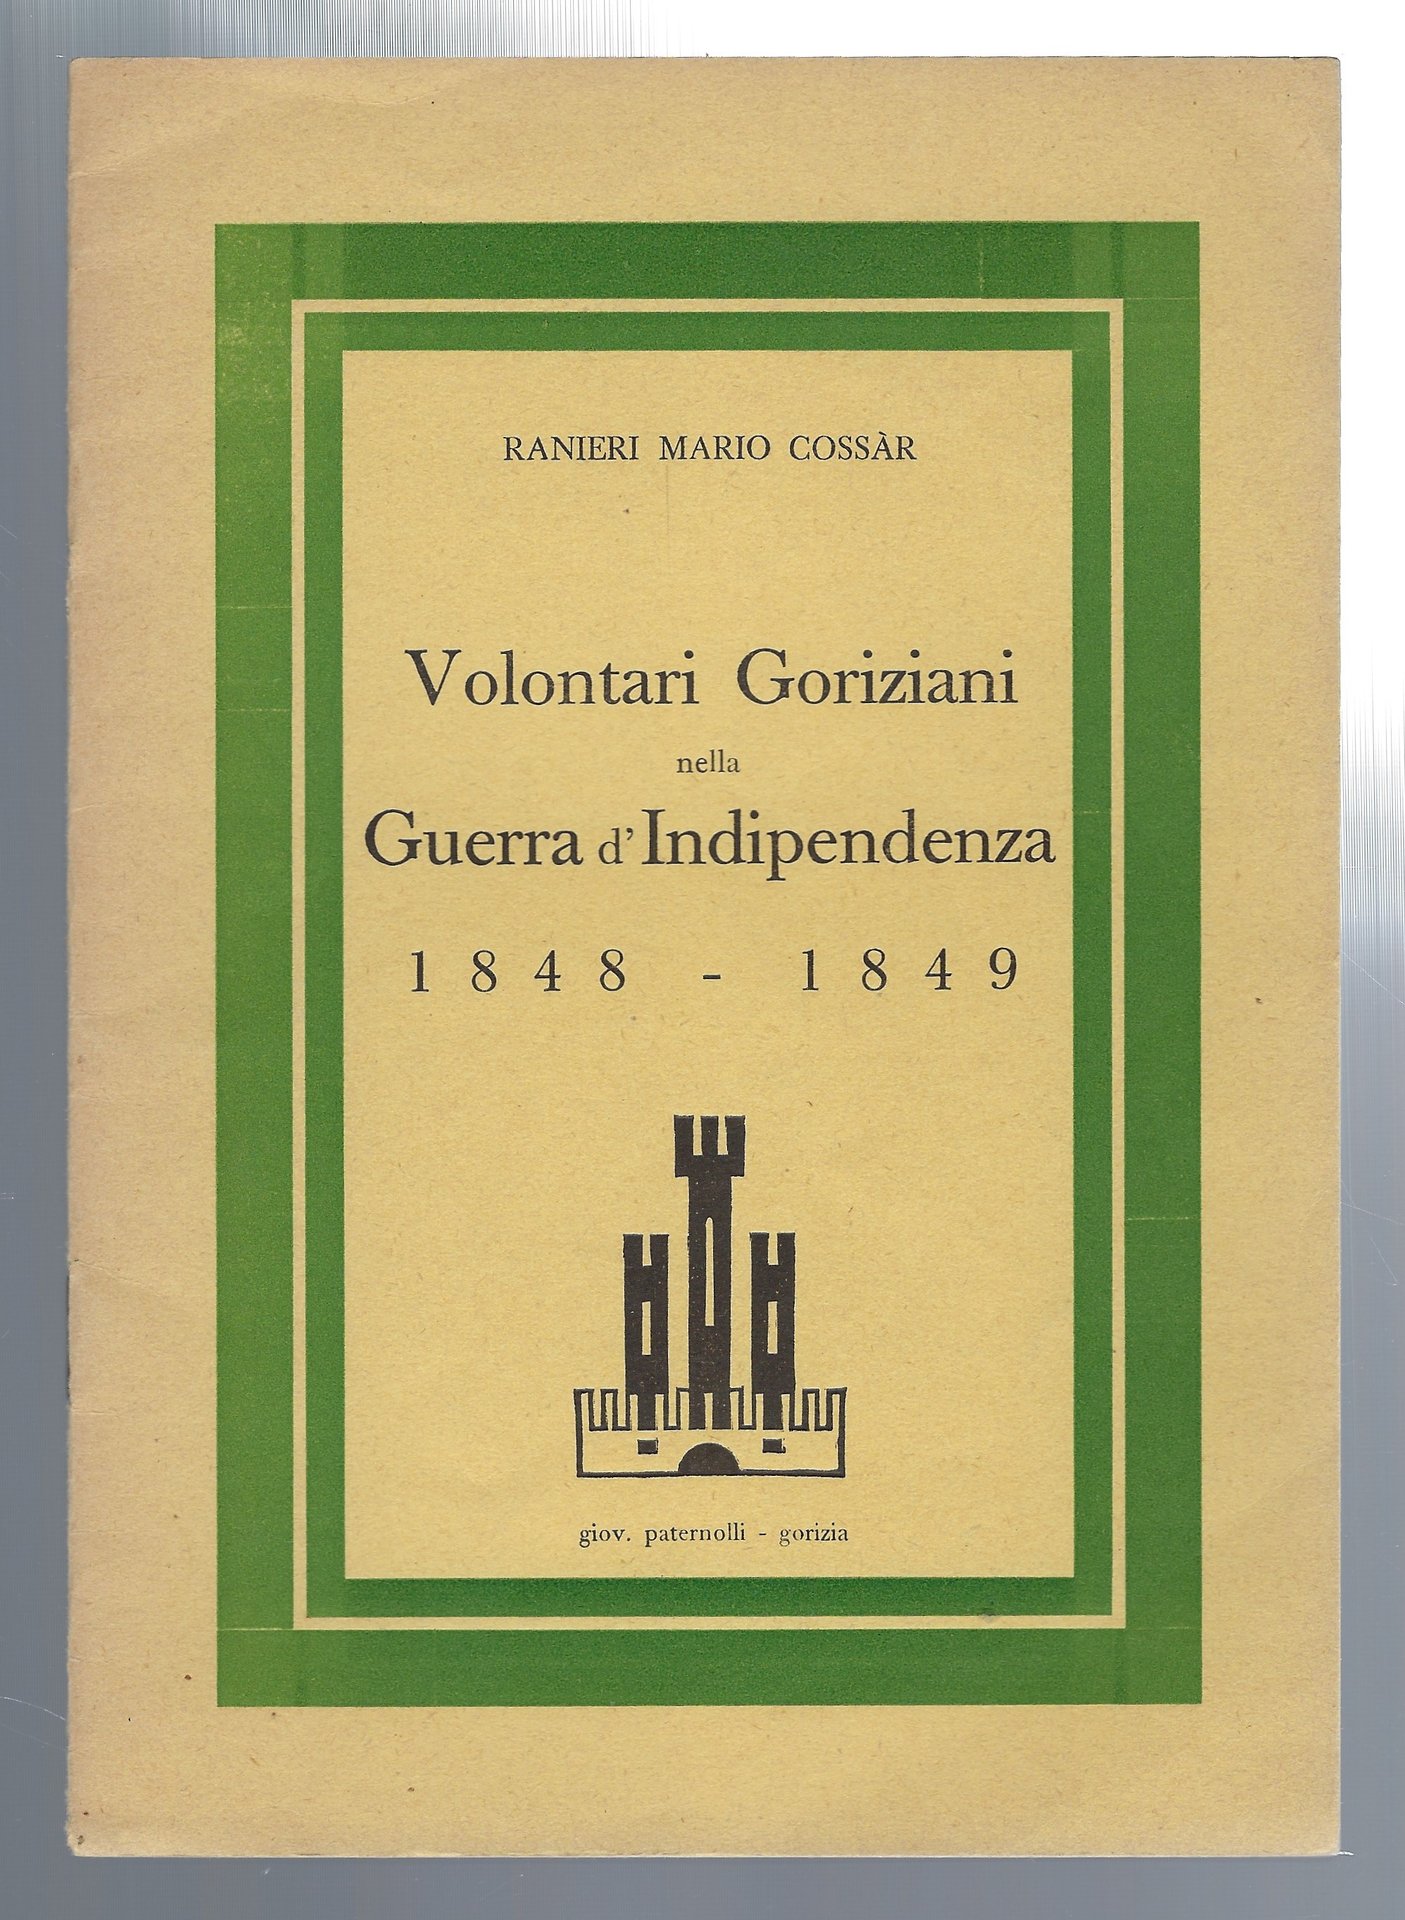 RANIERI MARIO COSSÀR
Volontari Goriziani
nella
Guerra d'Indipendenza
1848 - 1849
giov. paternolli - gorizia